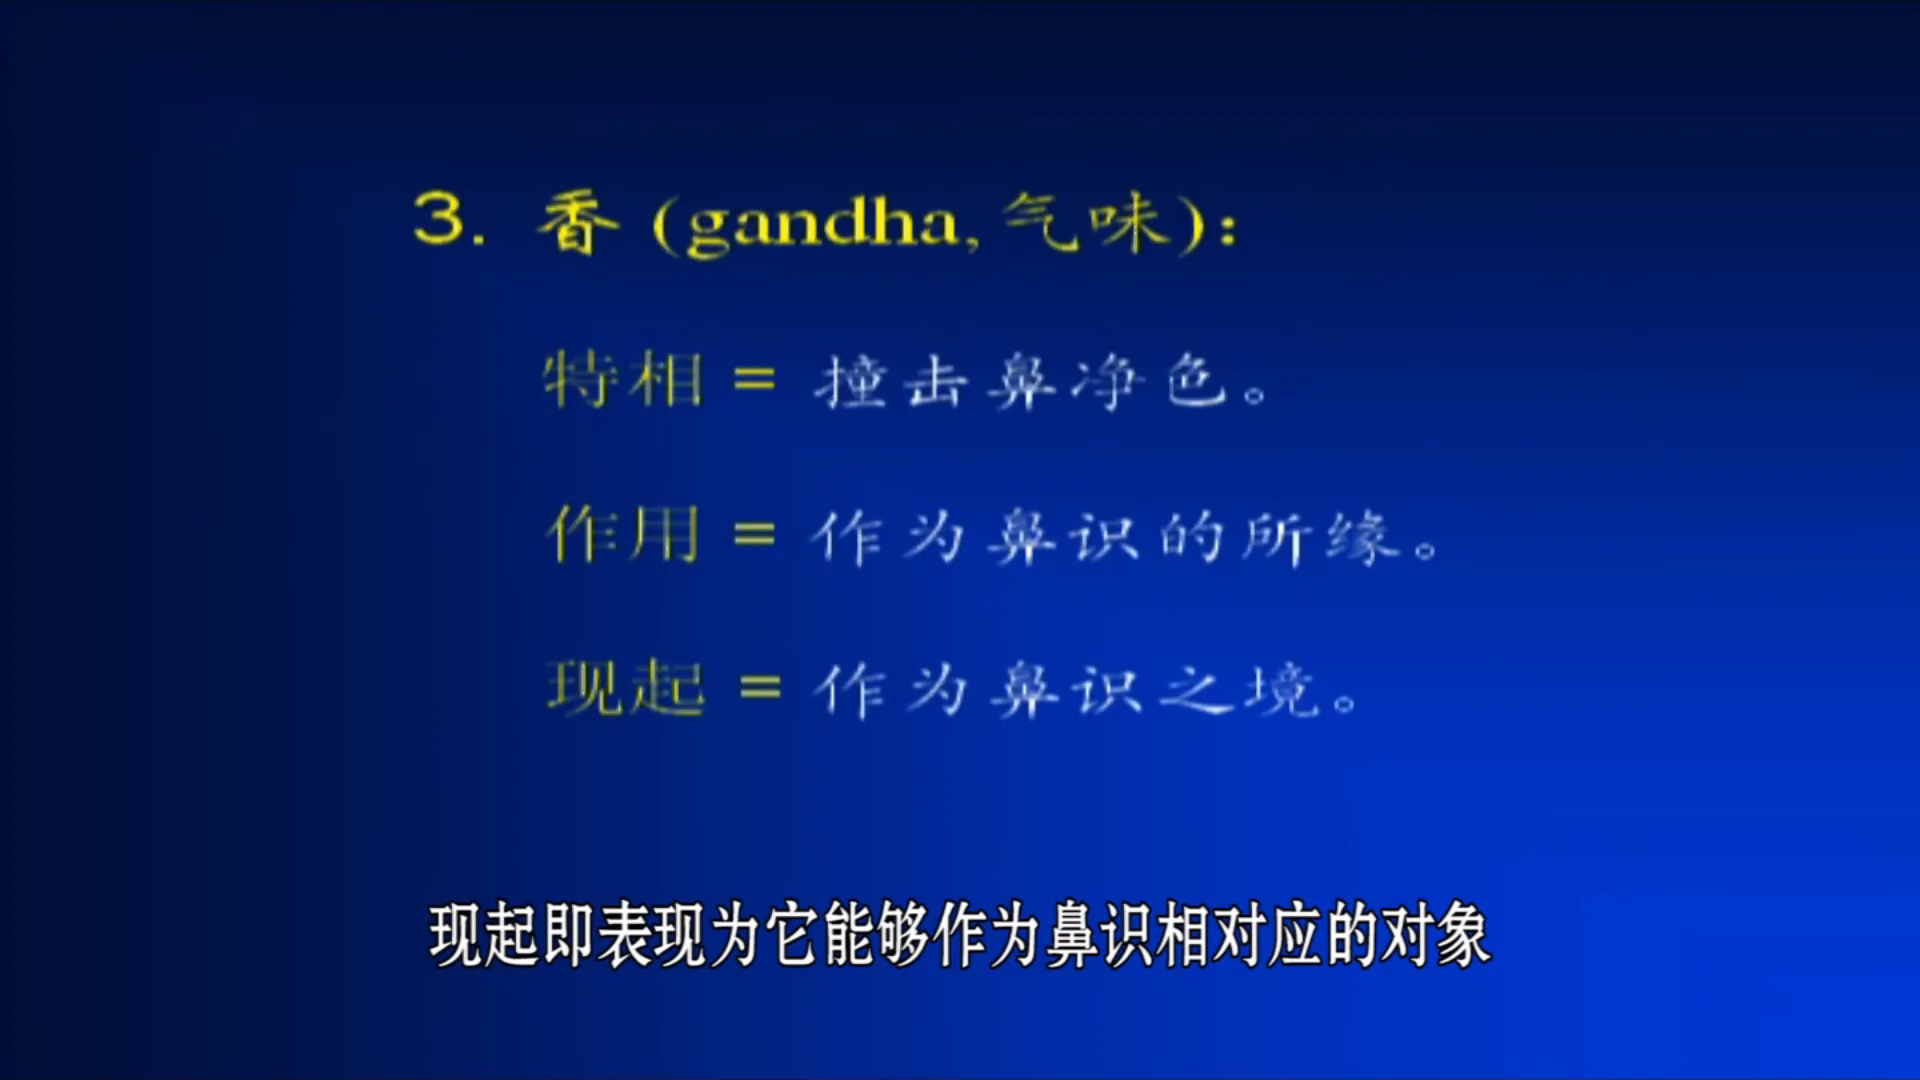 3. 香 (gandha, 气味):
特相 = 撞击鼻净色。
作用 = 作为鼻识的所缘。
现起 = 作为鼻识之境。
现起即表现为它能够作为鼻识相对应的对象